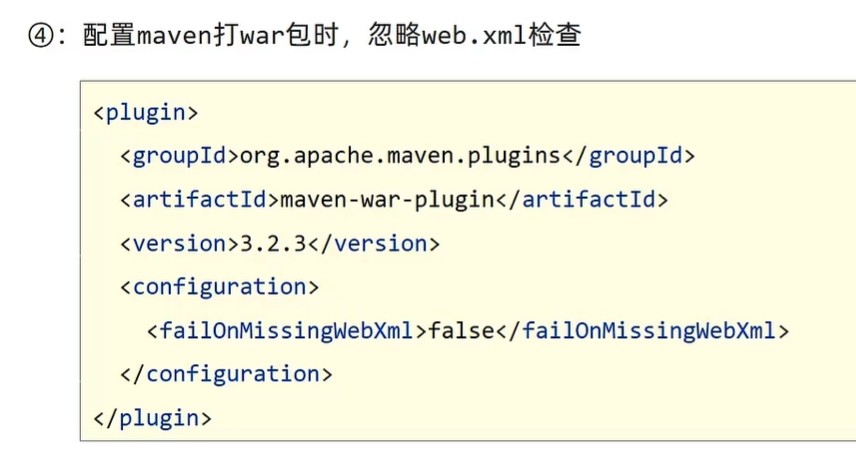 ④：配置maven打war包时，忽略web.xml检查
<plugin>
  <groupId>org.apache.maven.plugins</groupId>
  <artifactId>maven-war-plugin</artifactId>
  <version>3.2.3</version>
  <configuration>
    <failOnMissingWebXml>false</failOnMissingWebXml>
  </configuration>
</plugin>